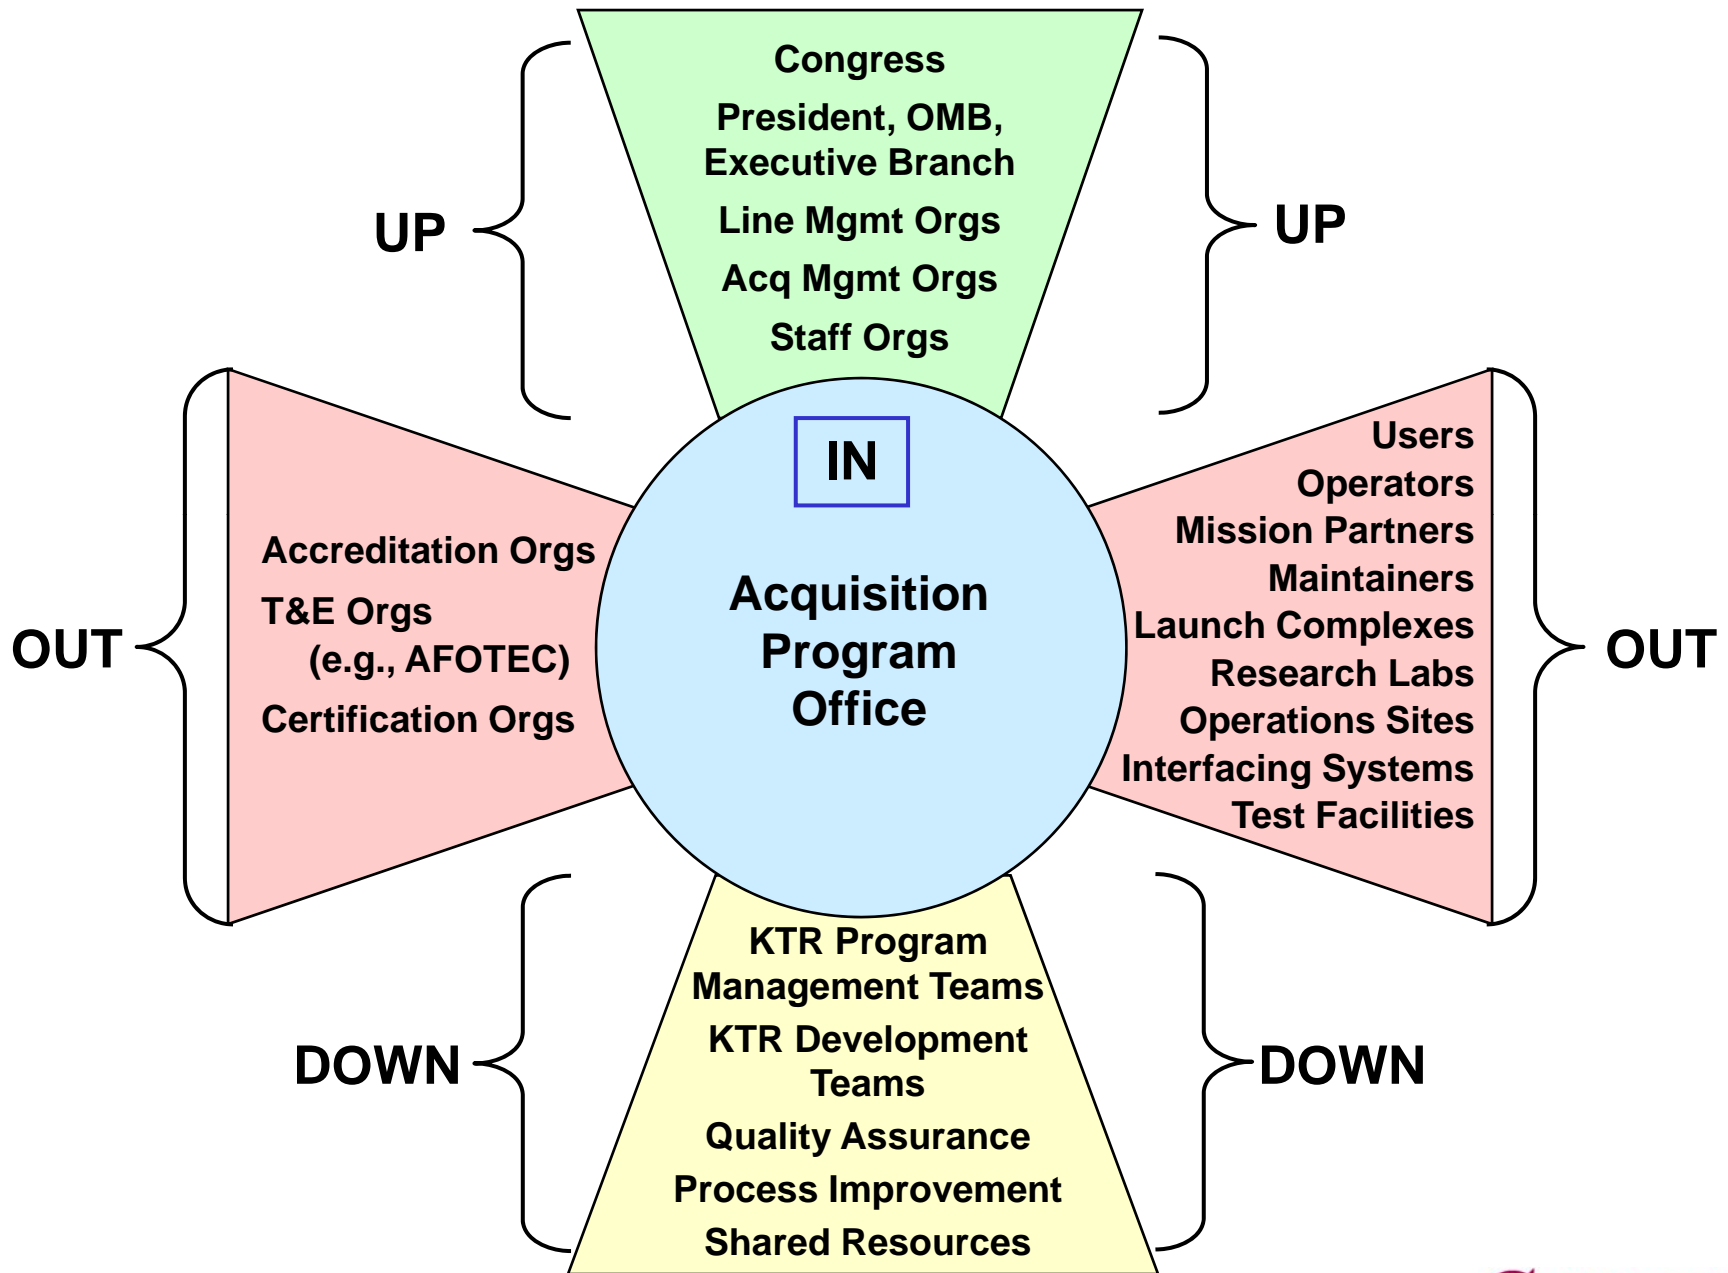 Congress
President, OMB,
Executive Branch
Line Mgmt Orgs
Acq Mgmt Orgs
Staff Orgs
UP
UP
IN
Acquisition
Program
Office
OUT
Accreditation Orgs
T&E Orgs
(e.g., AFOTEC)
Certification Orgs
Users
Operators
Mission Partners
Maintainers
Launch Complexes
Research Labs
Operations Sites
Interfacing Systems
Test Facilities
OUT
DOWN
KTR Program
Management Teams
KTR Development
Teams
Quality Assurance
Process Improvement
Shared Resources
DOWN